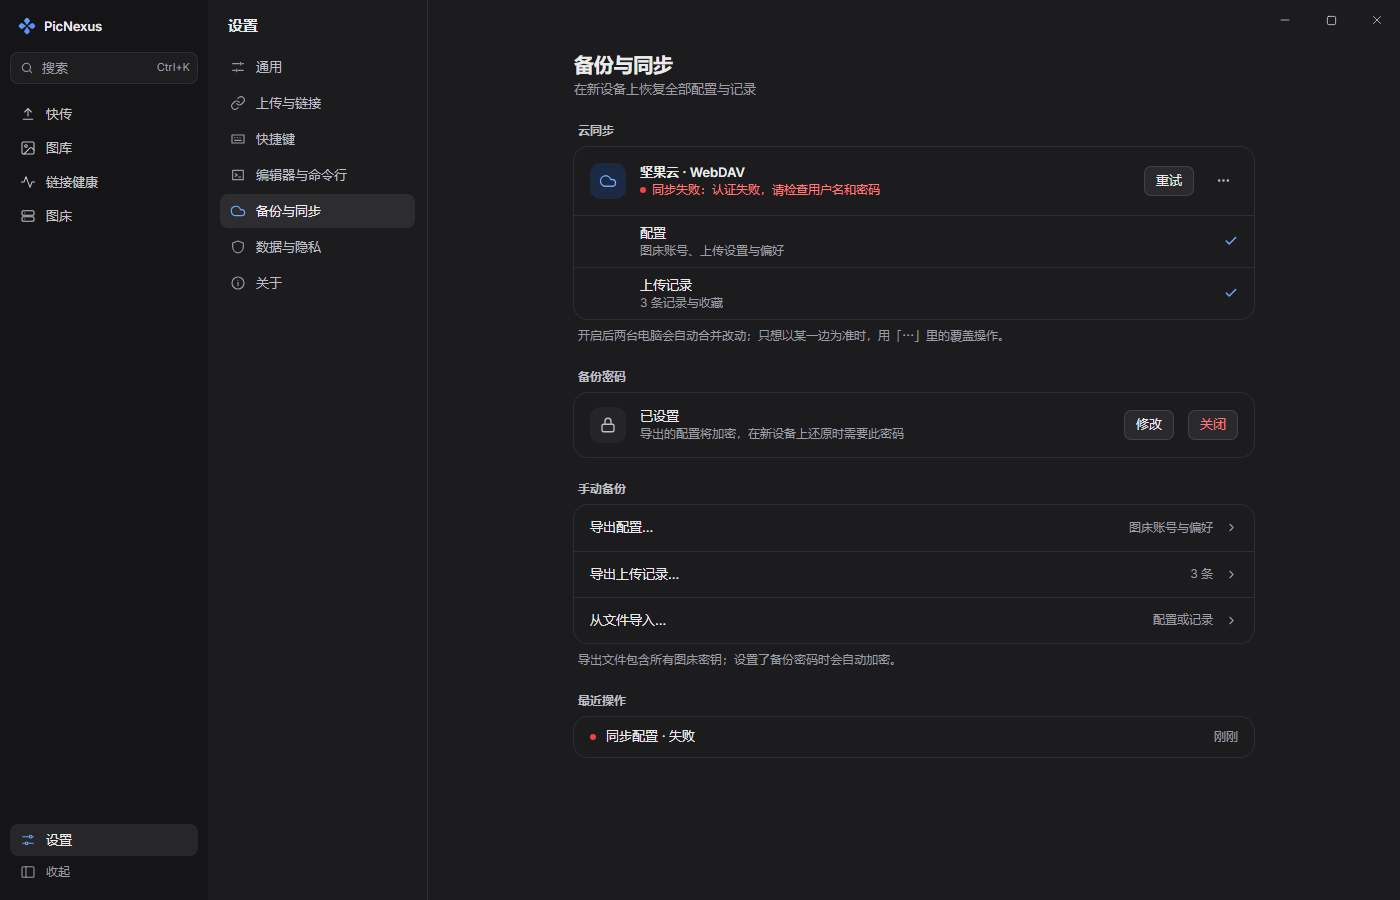 PicNexus
搜索 Ctrl+K
快传
图库
链接健康
图床
设置
收起
设置
通用
上传与链接
快捷键
编辑器与命令行
备份与同步
数据与隐私
关于
备份与同步
在新设备上恢复全部配置与记录
云同步
坚果云 · WebDAV
同步失败：认证失败，请检查用户名和密码
重试
配置
图床账号、上传设置与偏好
上传记录
3 条记录与收藏
开启后两台电脑会自动合并改动；只想以某一边为准时，用「…」里的覆盖操作。
备份密码
已设置
导出的配置将加密，在新设备上还原时需要此密码
修改 关闭
手动备份
导出配置... 图床账号与偏好
导出上传记录... 3 条
从文件导入... 配置或记录
导出文件包含所有图床密钥；设置了备份密码时会自动加密。
最近操作
同步配置 · 失败 刚刚